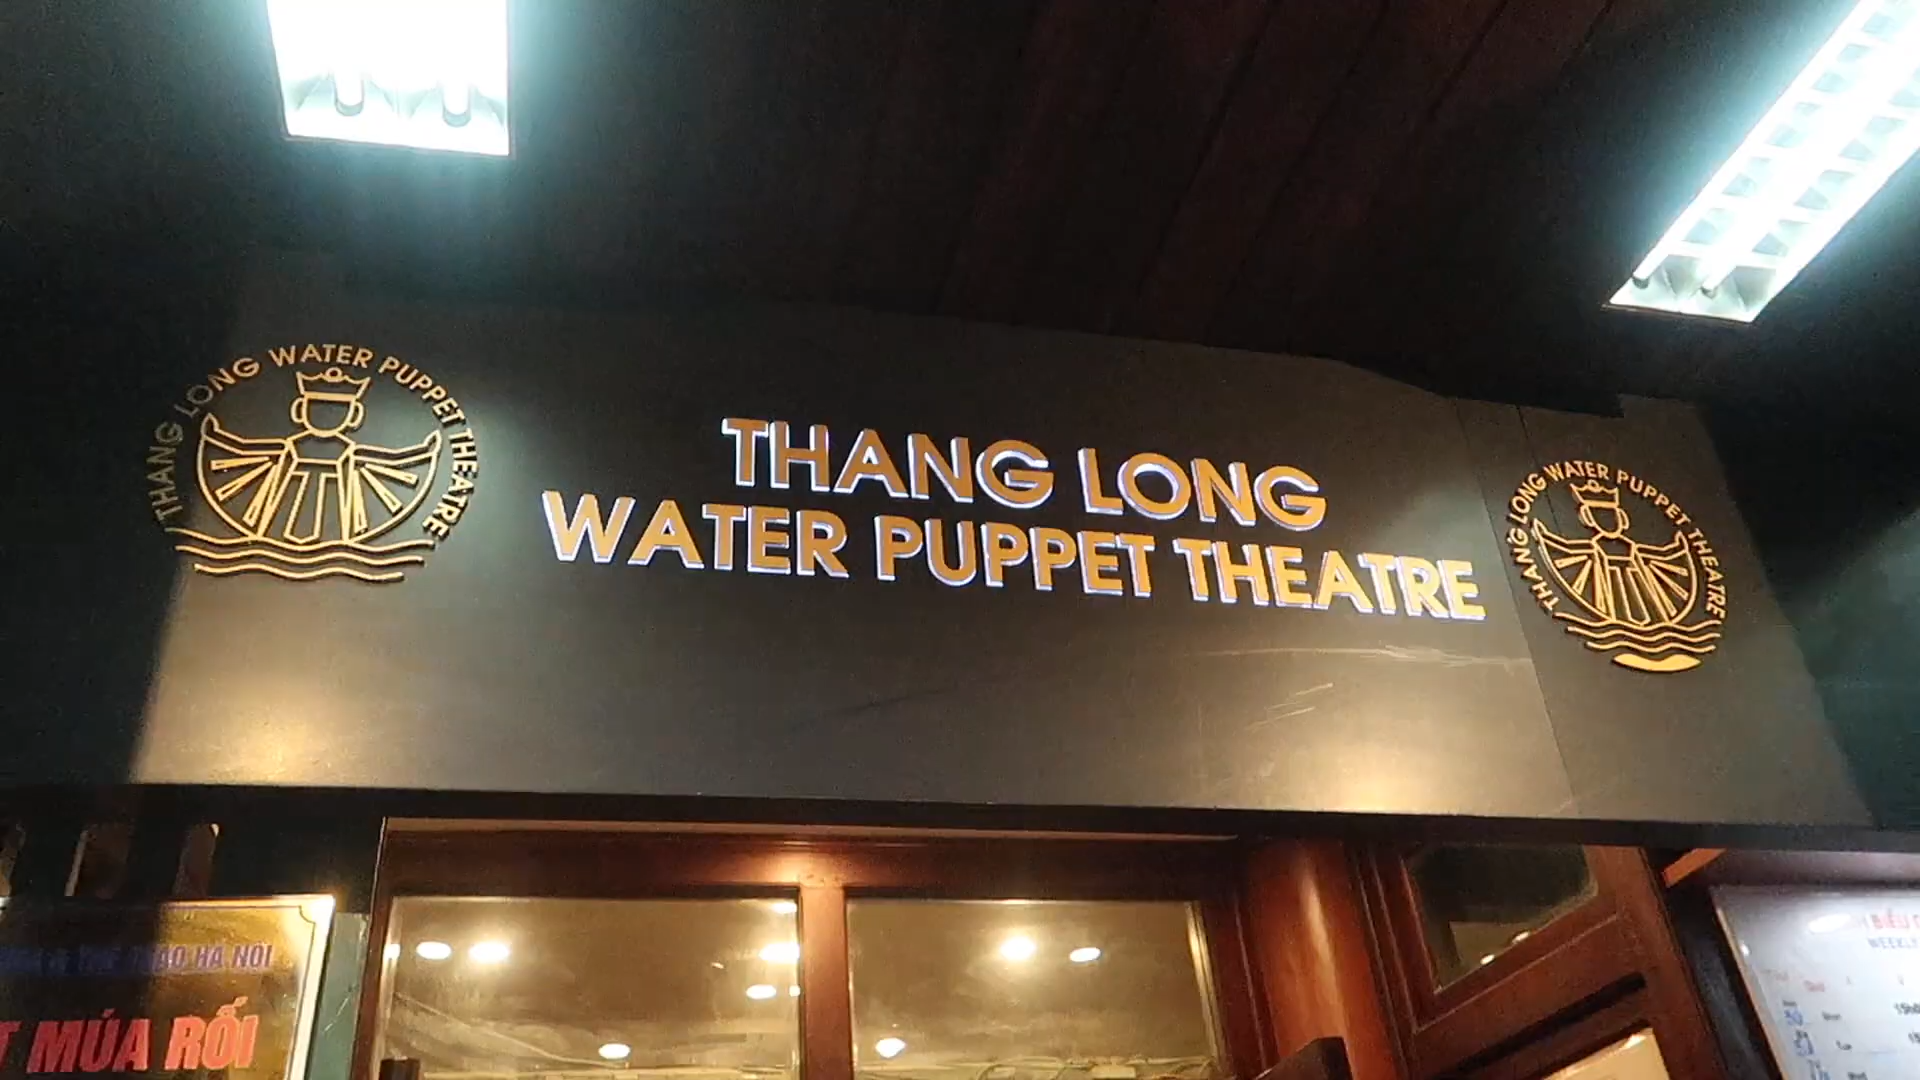 THANG LONG WATER PUPPET THEATRE
THANG LONG
WATER PUPPET THEATRE
THANG LONG WATER PUPPET THEATRE
THAO HÀ NỘI
MÚA RỐI
WEEKLY